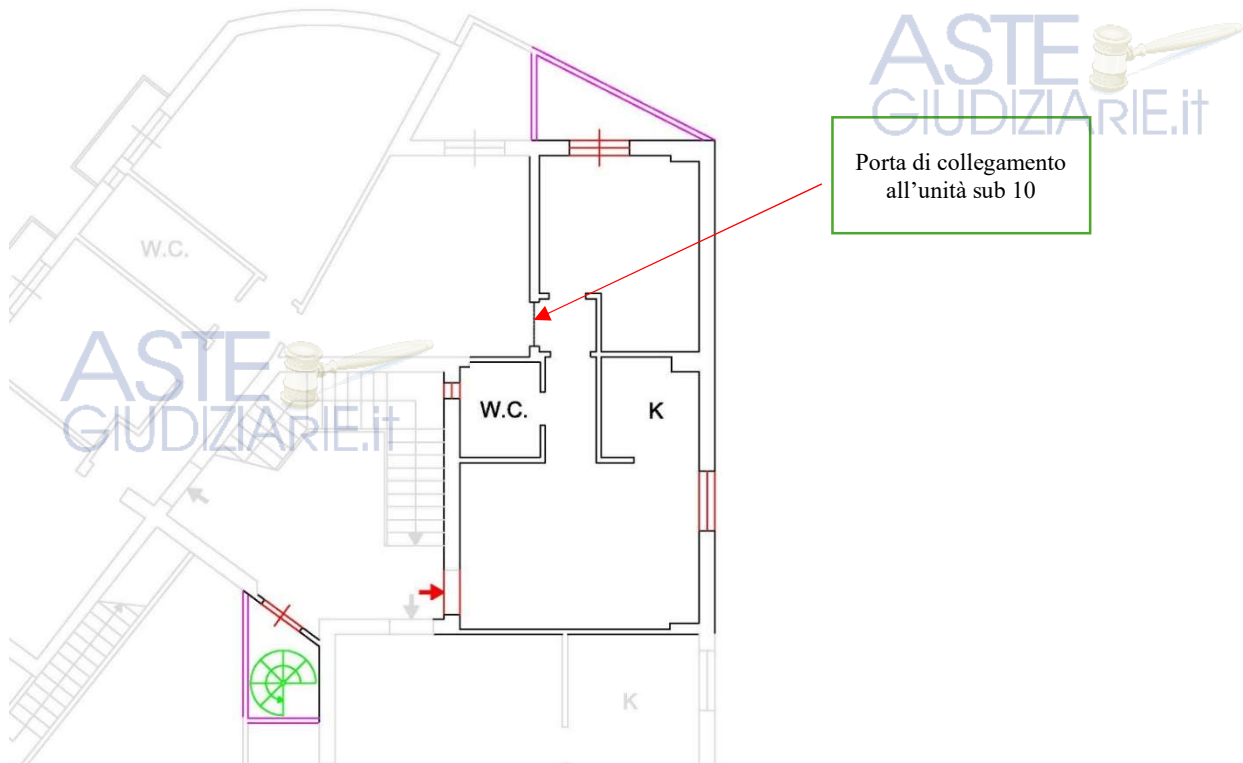 ASTE
GIUDIZIARIE.it
Porta di collegamento
all’unità sub 10
W.C.
ASTE
GIUDIZIARIE.it
W.C.
K
K